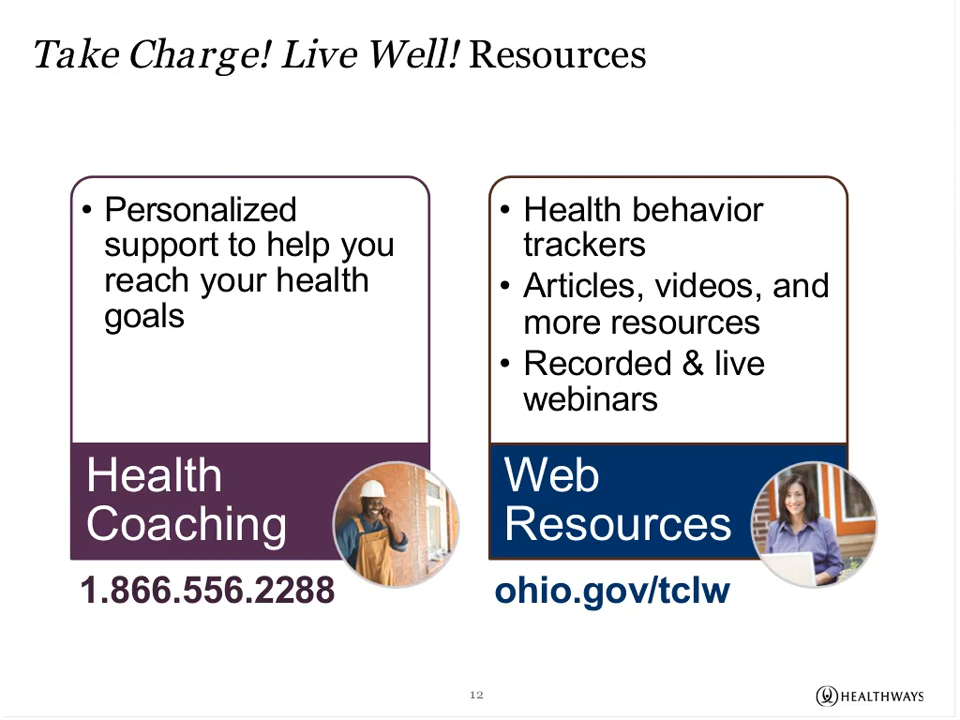 Take Charge! Live Well! Resources
• Personalized
support to help you
reach your health
goals
Health
Coaching
1.866.556.2288
• Health behavior
trackers
• Articles, videos, and
more resources
• Recorded & live
webinars
Web
Resources
ohio.gov/tclw
12
HEALTHWAYS